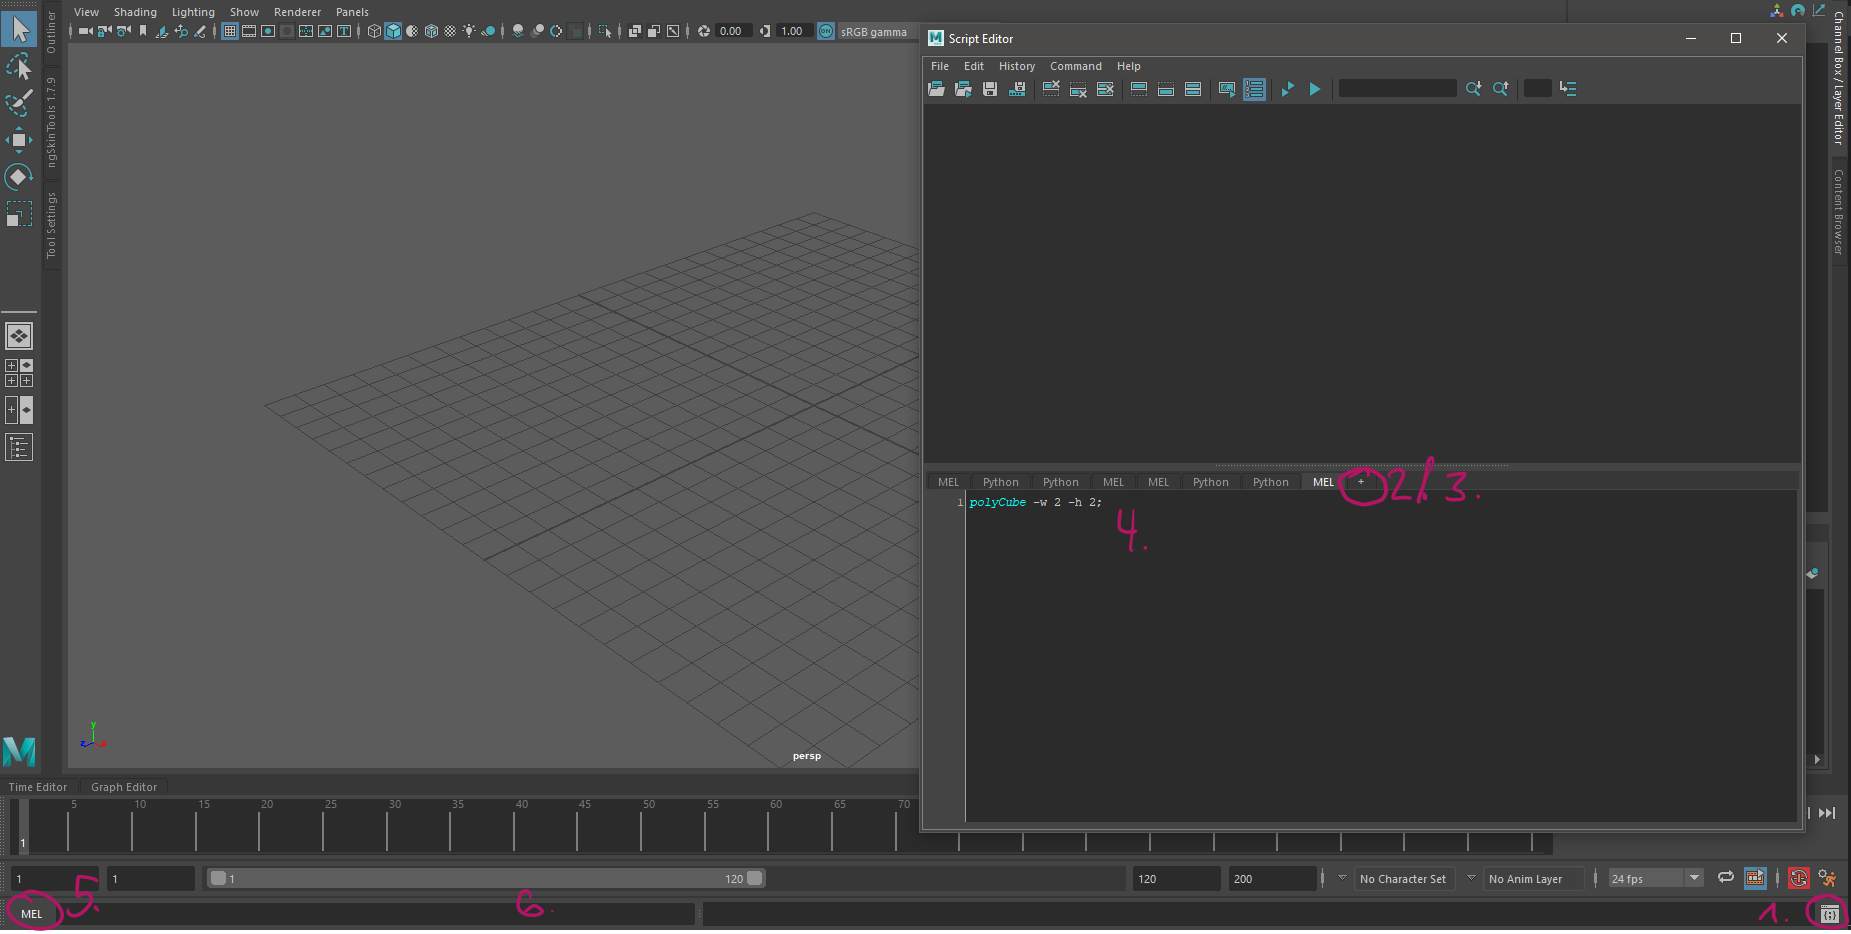 View Shading Lighting Show Renderer Panels
0.00 1.00 ON sRGB gamma
Outliner
ngSkinTools 1.7.9
Tool Settings
Script Editor
File Edit History Command Help
Channel Box / Layer Editor
Content Browser
MEL Python Python MEL MEL Python Python MEL + 2./3.
1 polyCube -w 2 -h 2;
4.
y
z x
persp
Time Editor Graph Editor
5 10 15 20 25 30 35 40 45 50 55 60 65 70
1
1 1 1 120 120 200 No Character Set No Anim Layer 24 fps
MEL 5. 6. 1.